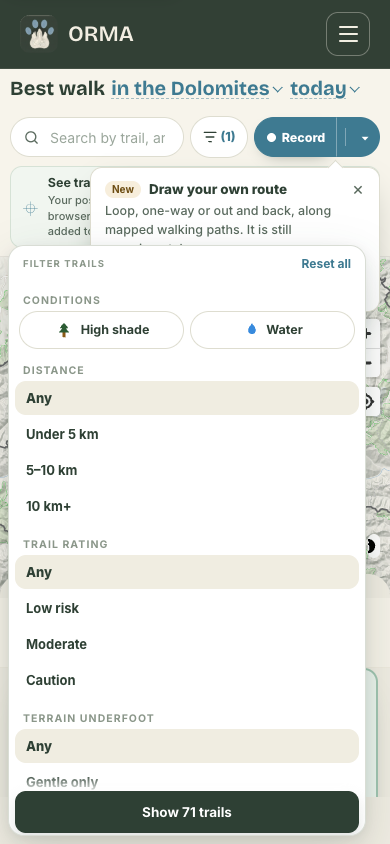 ORMA
Best walk in the Dolomites today
Search by trail, ar
(1)
Record
See tra
Your pos
browser
added to
New Draw your own route
Loop, one-way or out and back, along
mapped walking paths. It is still
FILTER TRAILS
Reset all
CONDITIONS
High shade
Water
DISTANCE
Any
Under 5 km
5–10 km
10 km+
TRAIL RATING
Any
Low risk
Moderate
Caution
TERRAIN UNDERFOOT
Any
Gentle only
Show 71 trails